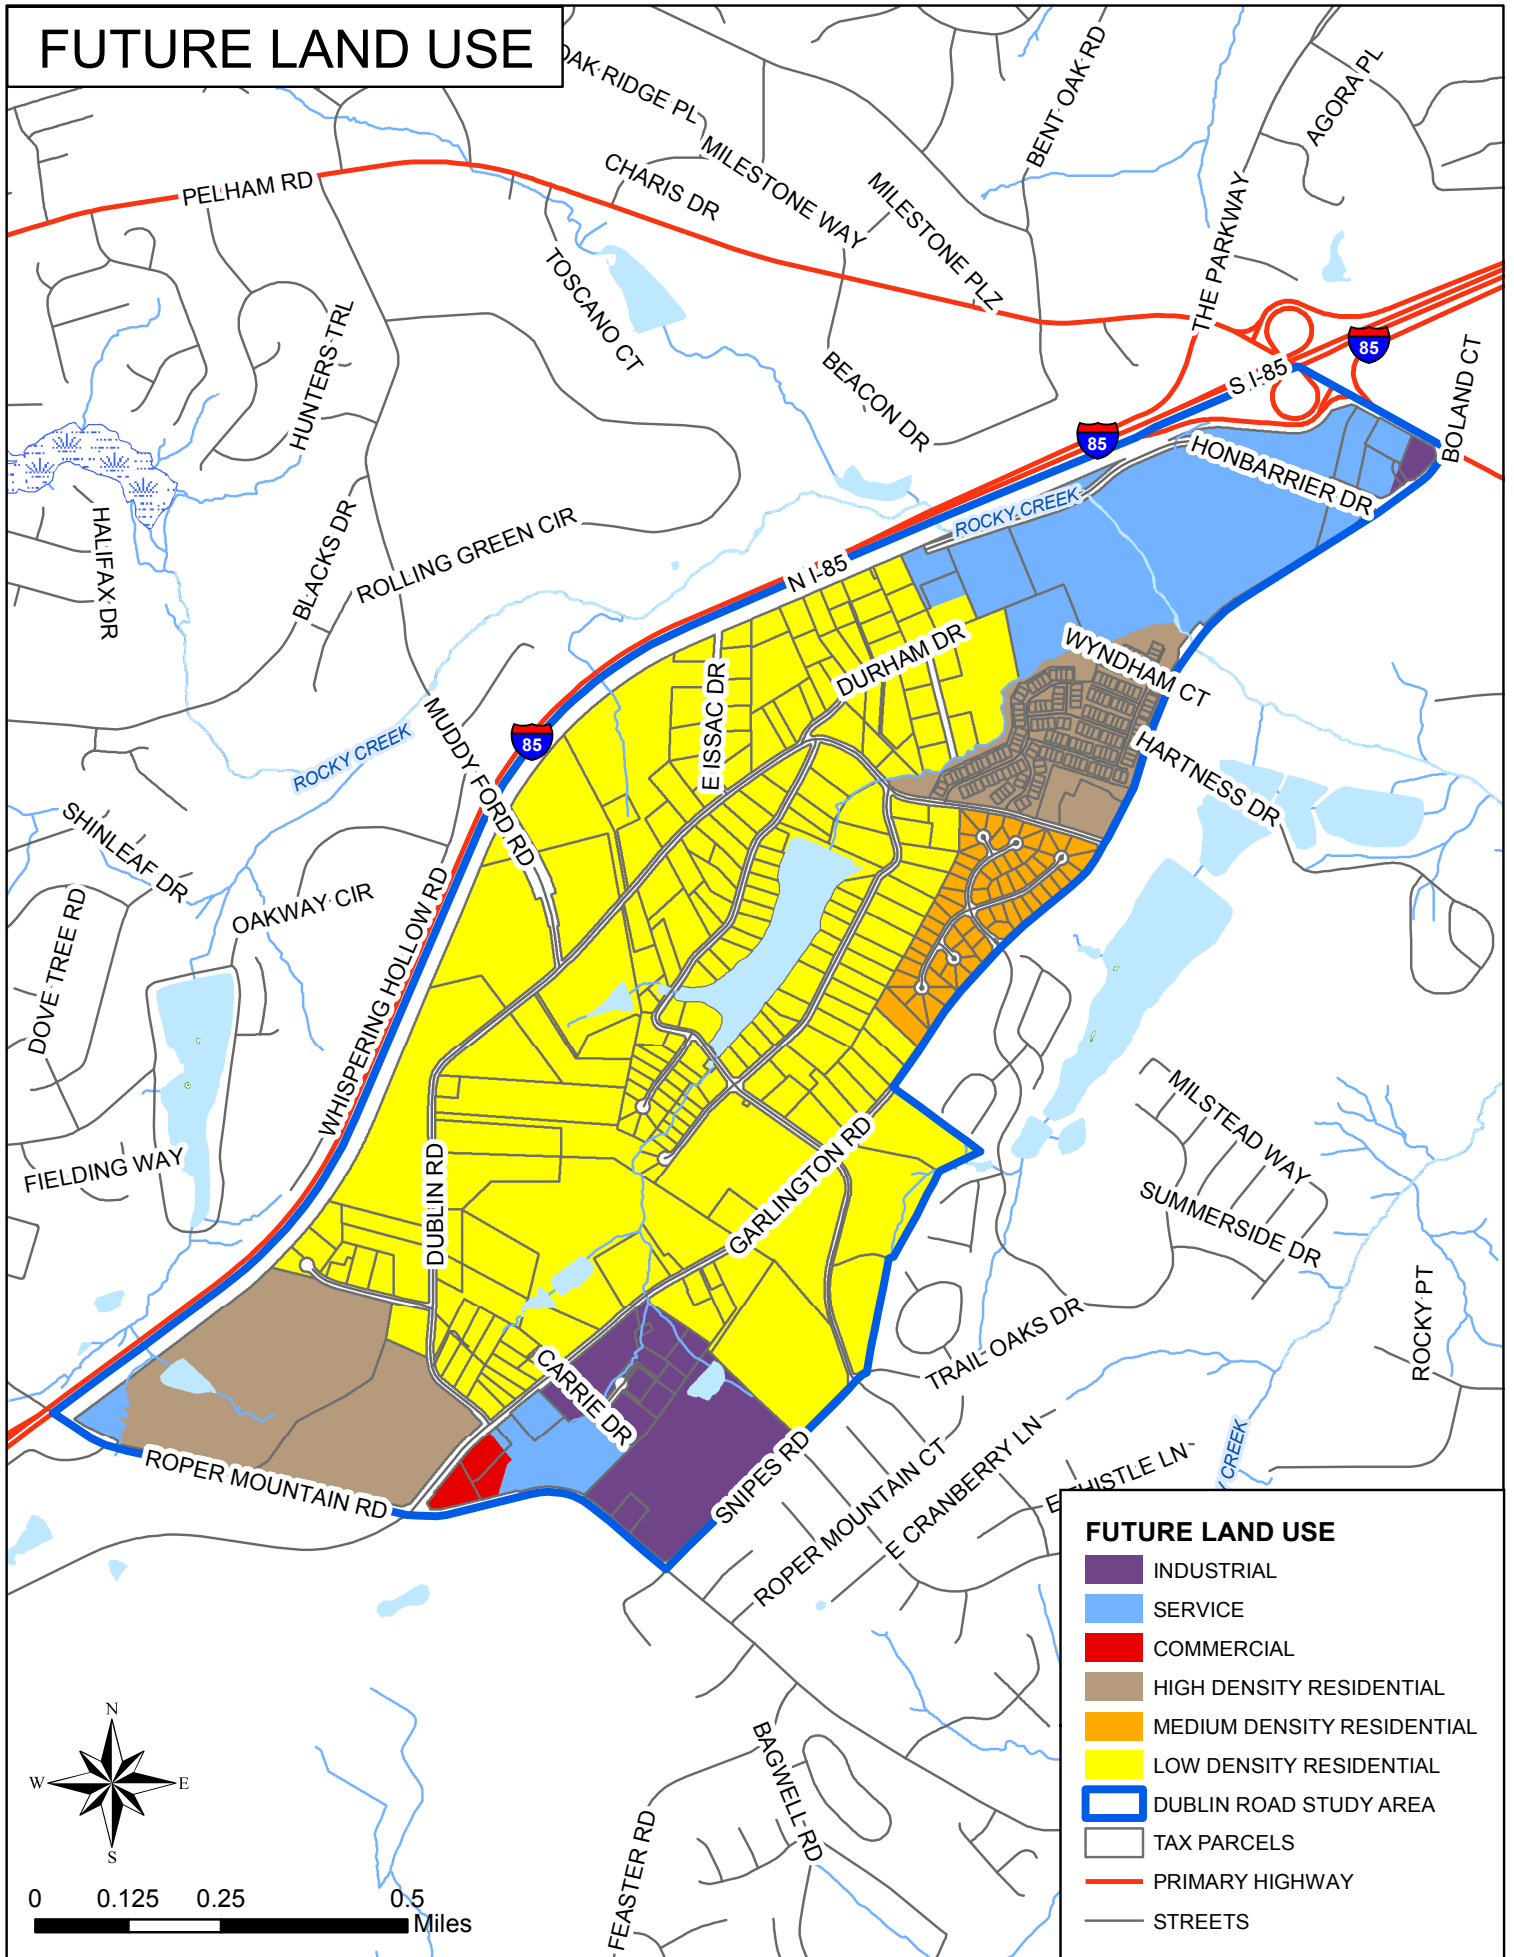 FUTURE LAND USE
OAK RIDGE PL
BENT OAK RD
AGORA PL
MILESTONE WAY
CHARIS DR
PELHAM RD
MILESTONE PLZ
THE PARKWAY
TOSCANO CT
HUNTERS TRL
BEACON DR
85
S I-85
BOLAND CT
85
HONBARRIER DR
ROCKY CREEK
HALIFAX DR
BLACKS DR
ROLLING GREEN CIR
N I-85
DURHAM DR
WYNDHAM CT
E ISSAC DR
MUDDY FORD RD
85
ROCKY CREEK
HARTNESS DR
SHINLEAF DR
OAKWAY CIR
DOVE TREE RD
WHISPERING HOLLOW RD
MILSTEAD WAY
FIELDING WAY
DUBLIN RD
GARLINGTON RD
SUMMERSIDE DR
ROCKY PT
TRAIL OAKS DR
CARRIE DR
ROPER MOUNTAIN RD
SNIPES RD
ROPER MOUNTAIN CT
E CRANBERRY LN
CREEK
FUTURE LAND USE
INDUSTRIAL
SERVICE
COMMERCIAL
HIGH DENSITY RESIDENTIAL
MEDIUM DENSITY RESIDENTIAL
LOW DENSITY RESIDENTIAL
DUBLIN ROAD STUDY AREA
TAX PARCELS
PRIMARY HIGHWAY
STREETS
BAGWELL RD
FEASTER RD
N
W E
S
0 0.125 0.25 0.5
Miles